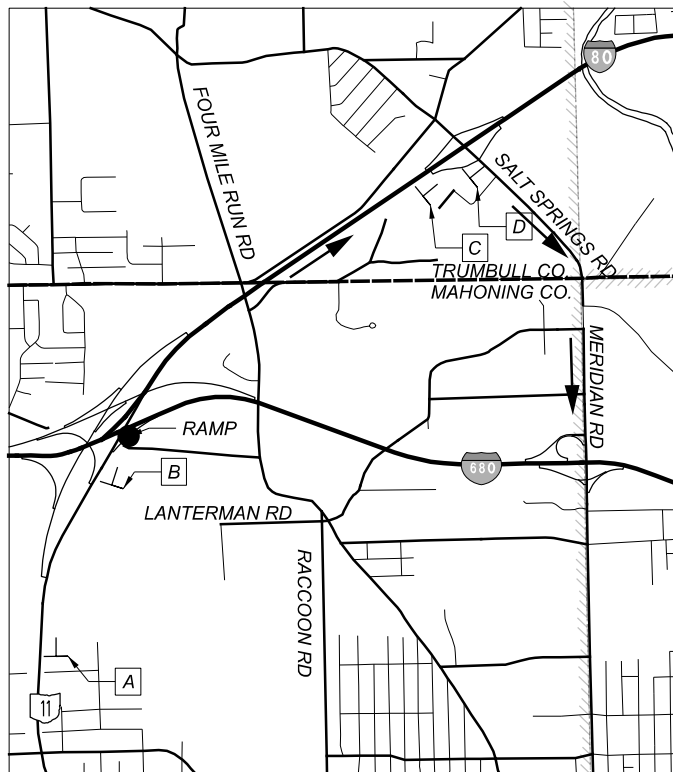 80
FOUR MILE RUN RD
SALT SPRINGS RD
D
C
TRUMBULL CO.
MAHONING CO.
MERIDIAN RD
RAMP
B
680
LANTERMAN RD
RACCOON RD
A
11